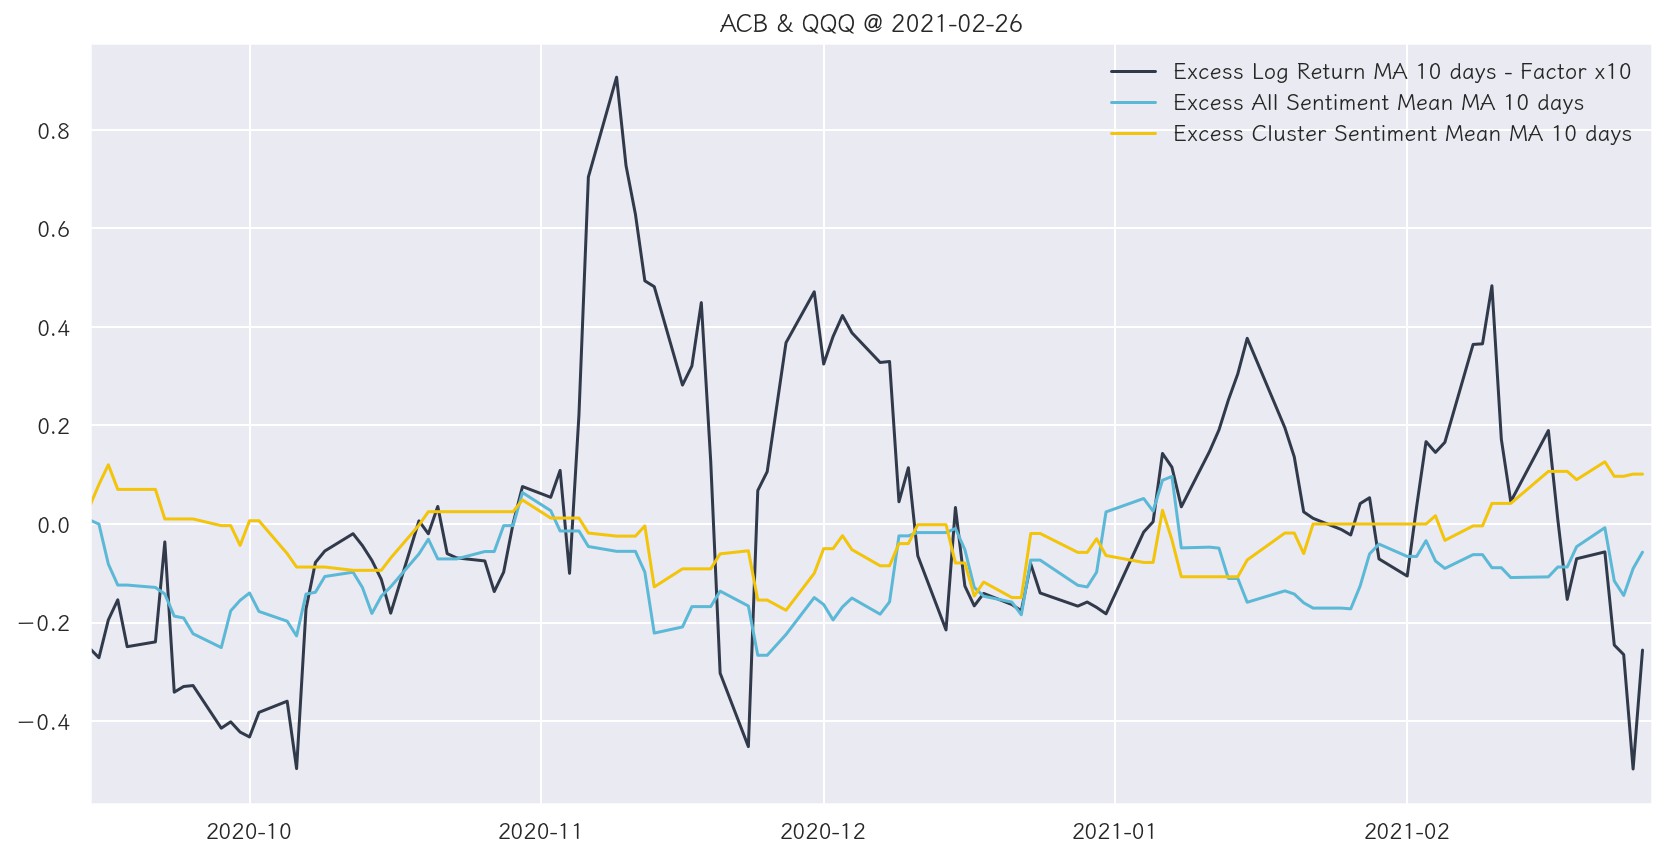 ACB & QQQ @ 2021-02-26
Excess Log Return MA 10 days - Factor x10
Excess All Sentiment Mean MA 10 days
Excess Cluster Sentiment Mean MA 10 days
0.8
0.6
0.4
0.2
0.0
−0.2
−0.4
2020-10 2020-11 2020-12 2021-01 2021-02